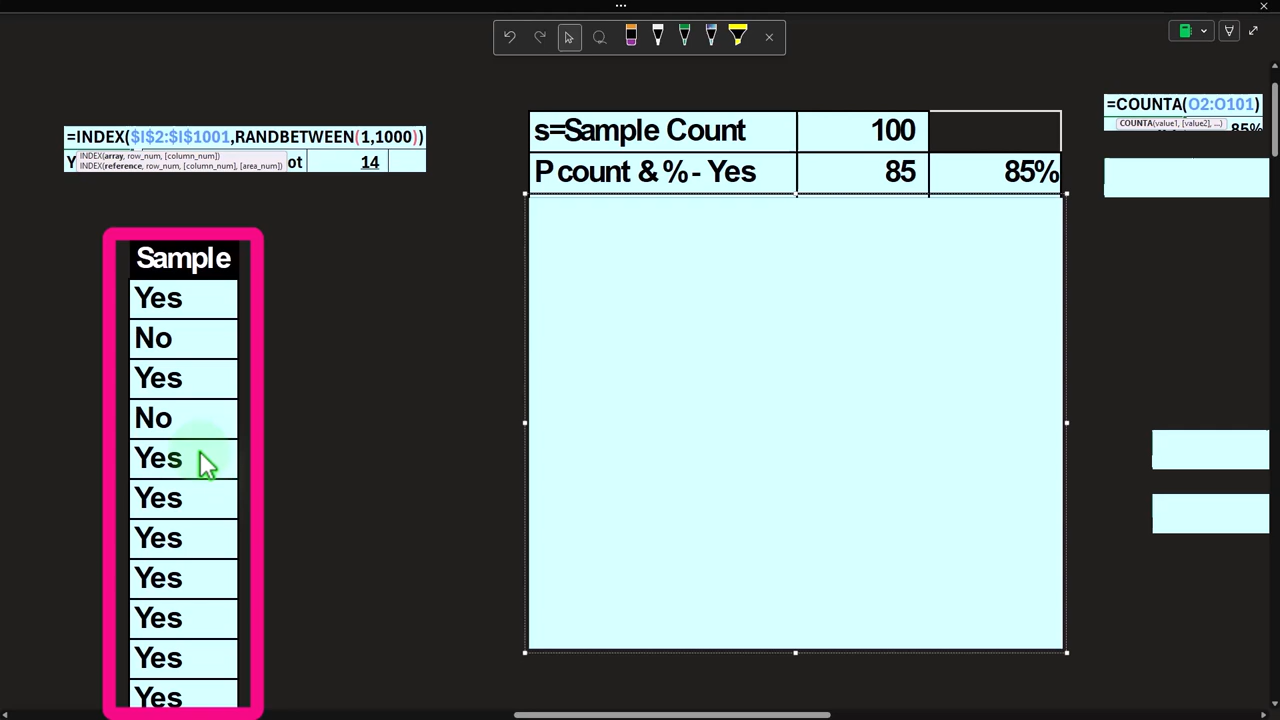 =INDEX($I$2:$I$1001,RANDBETWEEN(1,1000))
INDEX(array, row_num, [column_num])
INDEX(reference, row_num, [column_num], [area_num])
Y ot 14
Sample
Yes
No
Yes
No
Yes
Yes
Yes
Yes
Yes
Yes
Yes
s=Sample Count 100
P count & % - Yes 85 85%
=COUNTA(O2:O101)
COUNTA(value1, [value2], ...)
85%